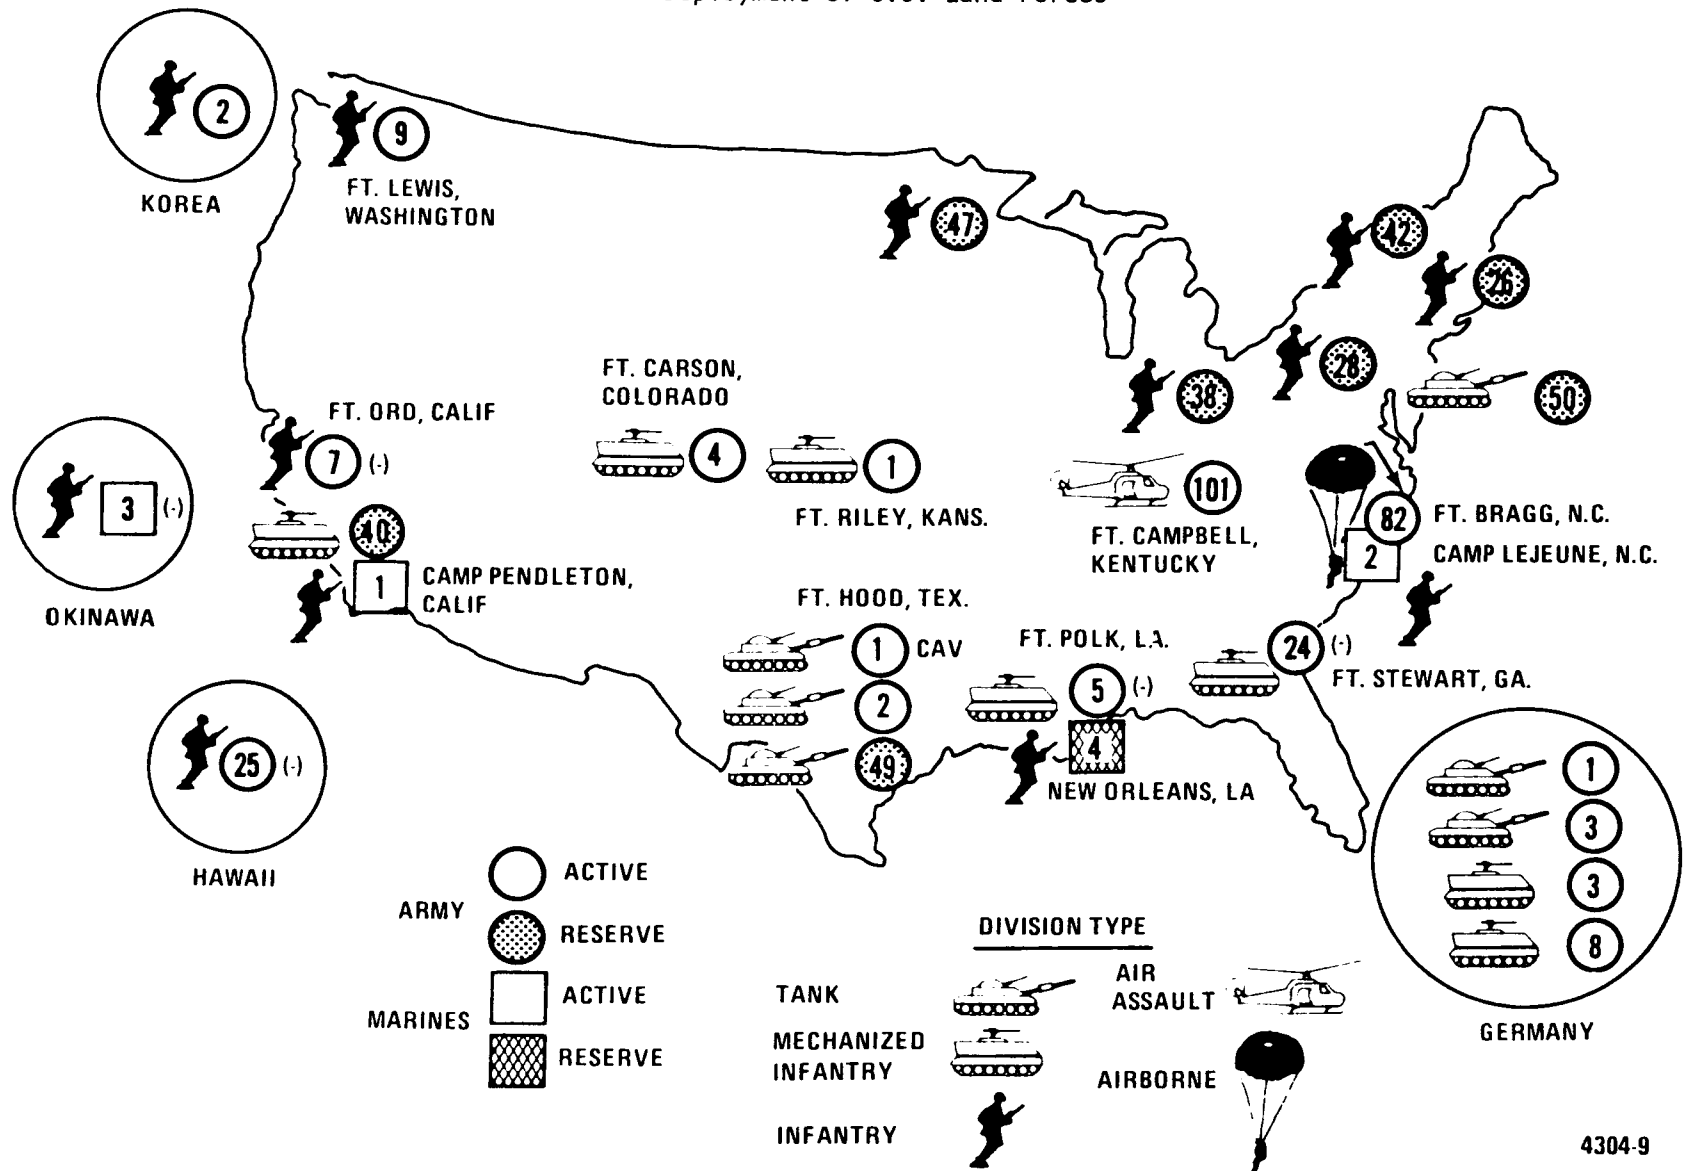 U.S. Land Forces
2
KOREA
9
FT. LEWIS,
WASHINGTON
47
42
26
28
38
50
FT. CARSON,
COLORADO
4
1
FT. RILEY, KANS.
FT. ORD, CALIF
7 (-)
3 (-)
OKINAWA
40
1
CAMP PENDLETON,
CALIF
101
FT. CAMPBELL,
KENTUCKY
82
FT. BRAGG, N.C.
2
CAMP LEJEUNE, N.C.
FT. HOOD, TEX.
1 CAV
2
49
FT. POLK, LA.
5 (-)
4
NEW ORLEANS, LA
24 (-)
FT. STEWART, GA.
25 (-)
HAWAII
1
3
3
8
GERMANY
ARMY
ACTIVE
RESERVE
MARINES
ACTIVE
RESERVE
DIVISION TYPE
TANK
MECHANIZED
INFANTRY
INFANTRY
AIR
ASSAULT
AIRBORNE
4304-9